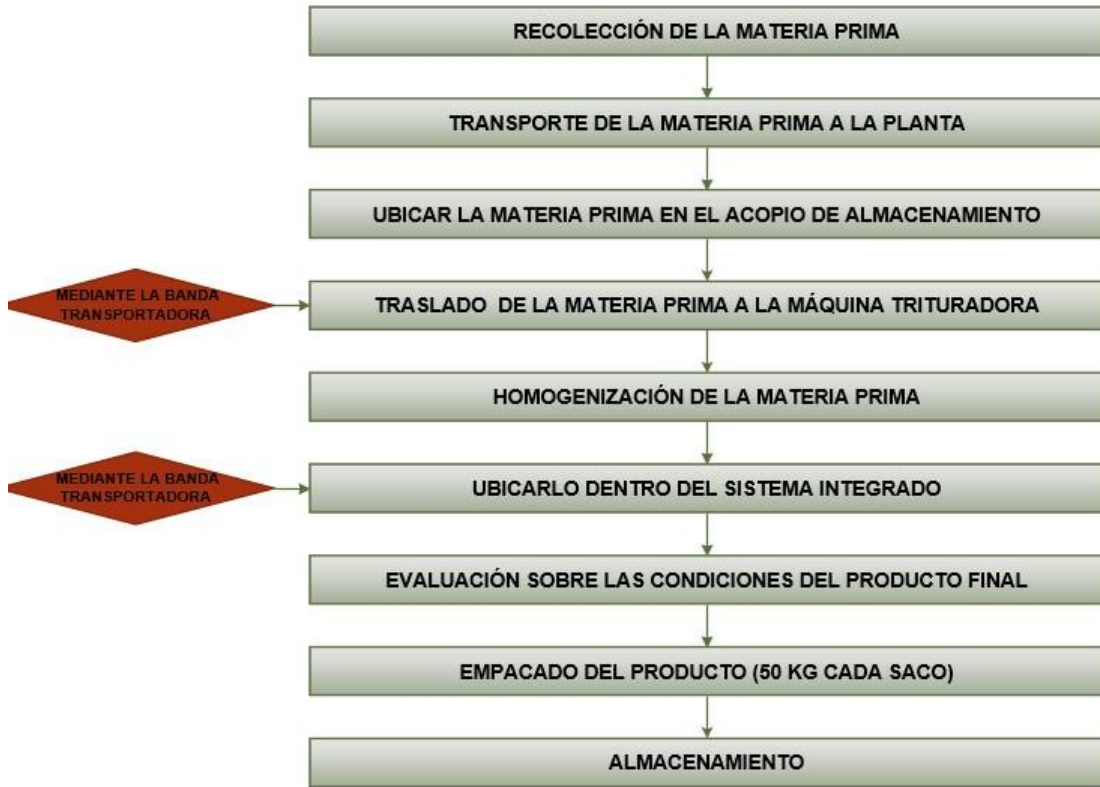 RECOLECCIÓN DE LA MATERIA PRIMA
TRANSPORTE DE LA MATERIA PRIMA A LA PLANTA
UBICAR LA MATERIA PRIMA EN EL ACOPIO DE ALMACENAMIENTO
MEDIANTE LA BANDA
TRANSPORTADORA
TRASLADO DE LA MATERIA PRIMA A LA MÁQUINA TRITURADORA
HOMOGENIZACIÓN DE LA MATERIA PRIMA
MEDIANTE LA BANDA
TRANSPORTADORA
UBICARLO DENTRO DEL SISTEMA INTEGRADO
EVALUACIÓN SOBRE LAS CONDICIONES DEL PRODUCTO FINAL
EMPACADO DEL PRODUCTO (50 KG CADA SACO)
ALMACENAMIENTO